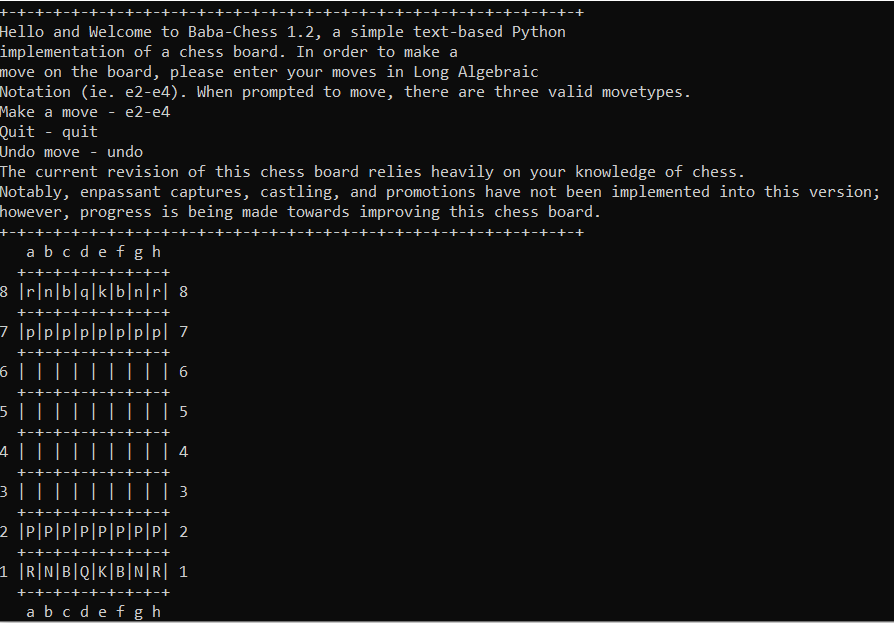 +-+-+-+-+-+-+-+-+-+-+-+-+-+-+-+-+-+-+-+-+-+-+-+-+-+-+-+-+-+-+-+-+
Hello and Welcome to Baba-Chess 1.2, a simple text-based Python
implementation of a chess board. In order to make a
move on the board, please enter your moves in Long Algebraic
Notation (ie. e2-e4). When prompted to move, there are three valid movetypes.
Make a move - e2-e4
Quit - quit
Undo move - undo
The current revision of this chess board relies heavily on your knowledge of chess.
Notably, enpassant captures, castling, and promotions have not been implemented into this version;
however, progress is being made towards improving this chess board.
+-+-+-+-+-+-+-+-+-+-+-+-+-+-+-+-+-+-+-+-+-+-+-+-+-+-+-+-+-+-+-+-+
   a b c d e f g h
  +-+-+-+-+-+-+-+-+
8 |r|n|b|q|k|b|n|r| 8
  +-+-+-+-+-+-+-+-+
7 |p|p|p|p|p|p|p|p| 7
  +-+-+-+-+-+-+-+-+
6 | | | | | | | | | 6
  +-+-+-+-+-+-+-+-+
5 | | | | | | | | | 5
  +-+-+-+-+-+-+-+-+
4 | | | | | | | | | 4
  +-+-+-+-+-+-+-+-+
3 | | | | | | | | | 3
  +-+-+-+-+-+-+-+-+
2 |P|P|P|P|P|P|P|P| 2
  +-+-+-+-+-+-+-+-+
1 |R|N|B|Q|K|B|N|R| 1
  +-+-+-+-+-+-+-+-+
   a b c d e f g h